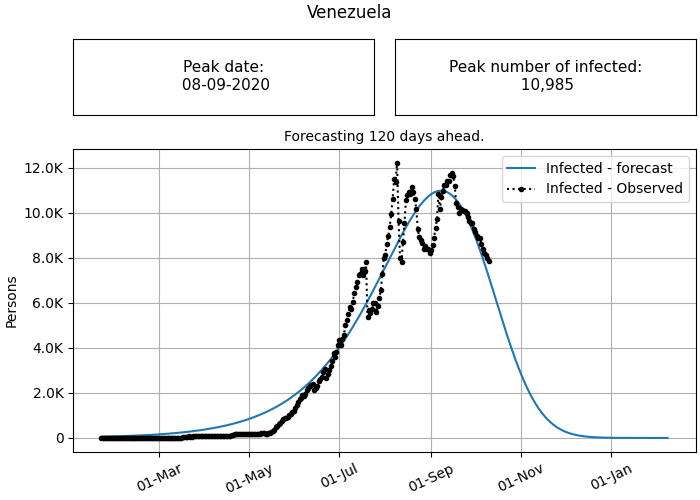 Venezuela
Peak date:
08-09-2020
Peak number of infected:
10,985
Forecasting 120 days ahead.
Infected - forecast
Infected - Observed
12.0K
10.0K
8.0K
6.0K
4.0K
2.0K
0
Persons
01-Mar
01-May
01-Jul
01-Sep
01-Nov
01-Jan